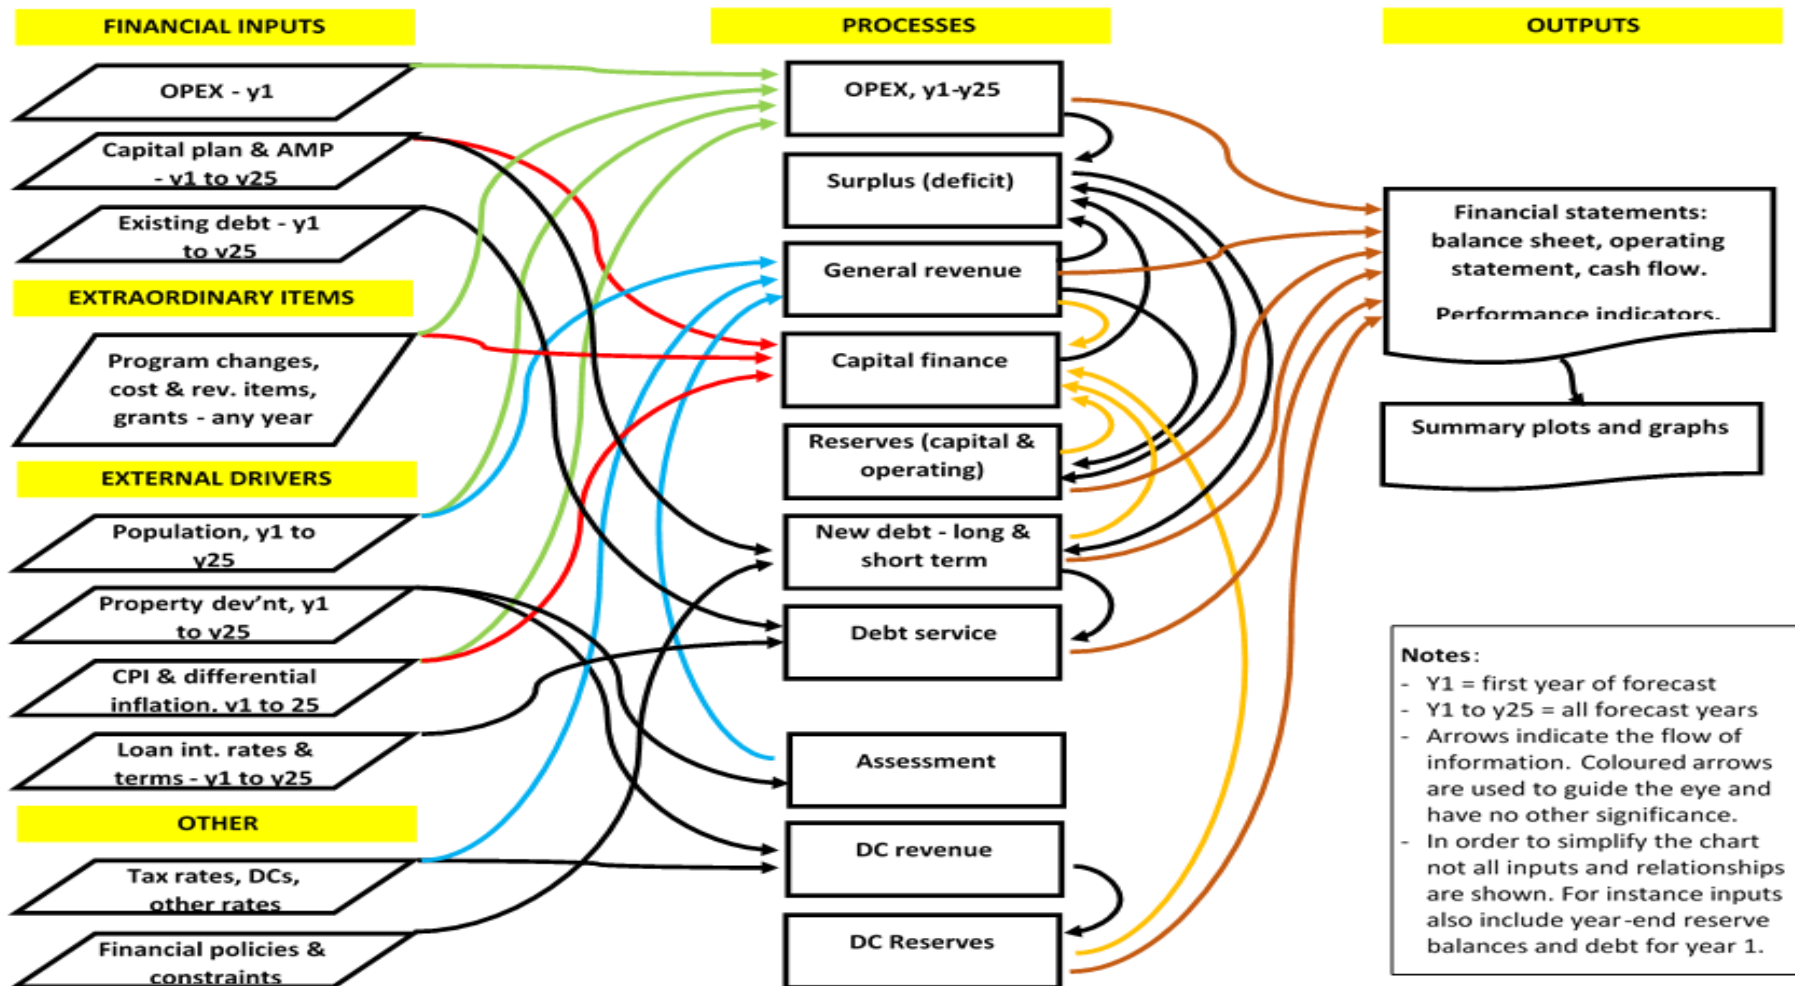 FINANCIAL INPUTS
OPEX - y1
Capital plan & AMP
- y1 to y25
Existing debt - y1
to y25
EXTRAORDINARY ITEMS
Program changes,
cost & rev. items,
grants - any year
EXTERNAL DRIVERS
Population, y1 to
y25
Property dev'nt, y1
to y25
CPI & differential
inflation. y1 to 25
Loan int. rates &
terms - y1 to y25
OTHER
Tax rates, DCs,
other rates
Financial policies &
constraints
PROCESSES
OPEX, y1-y25
Surplus (deficit)
General revenue
Capital finance
Reserves (capital &
operating)
New debt - long &
short term
Debt service
Assessment
DC revenue
DC Reserves
OUTPUTS
Financial statements:
balance sheet, operating
statement, cash flow.
Performance indicators.
Summary plots and graphs
Notes:
- Y1 = first year of forecast
- Y1 to y25 = all forecast years
- Arrows indicate the flow of
information. Coloured arrows
are used to guide the eye and
have no other significance.
- In order to simplify the chart
not all inputs and relationships
are shown. For instance inputs
also include year-end reserve
balances and debt for year 1.